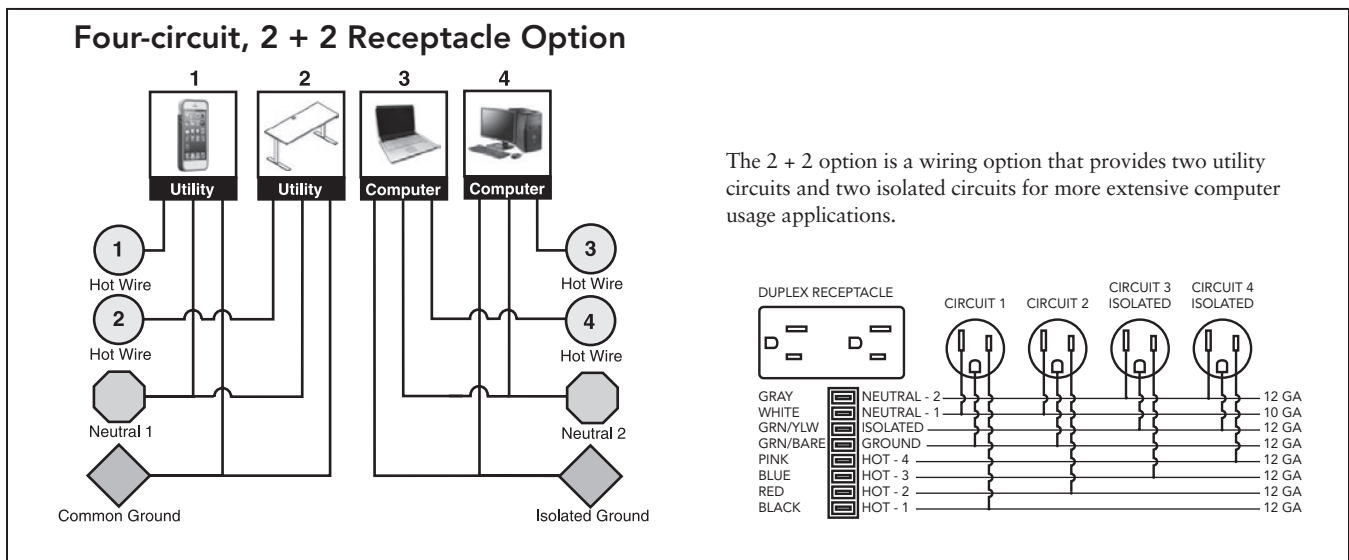 Four-circuit, 2 + 2 Receptacle Option
1 2 3 4
Utility Utility Computer Computer
1
Hot Wire
2
Hot Wire
Neutral 1
Common Ground
3
Hot Wire
4
Hot Wire
Neutral 2
Isolated Ground
The 2 + 2 option is a wiring option that provides two utility
circuits and two isolated circuits for more extensive computer
usage applications.
DUPLEX RECEPTACLE
CIRCUIT 1
CIRCUIT 2
CIRCUIT 3
ISOLATED
CIRCUIT 4
ISOLATED
GRAY NEUTRAL - 2 12 GA
WHITE NEUTRAL - 1 10 GA
GRN/YLW ISOLATED 12 GA
GRN/BARE GROUND 12 GA
PINK HOT - 4 12 GA
BLUE HOT - 3 12 GA
RED HOT - 2 12 GA
BLACK HOT - 1 12 GA